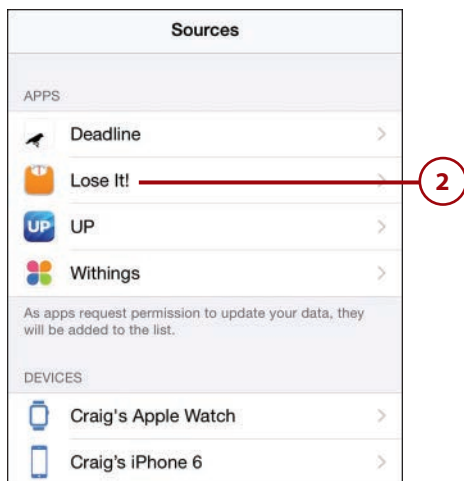 Sources
APPS
Deadline
Lose It!
2
UP
UP
Withings
As apps request permission to update your data, they
will be added to the list.
DEVICES
Craig's Apple Watch
Craig’s iPhone 6